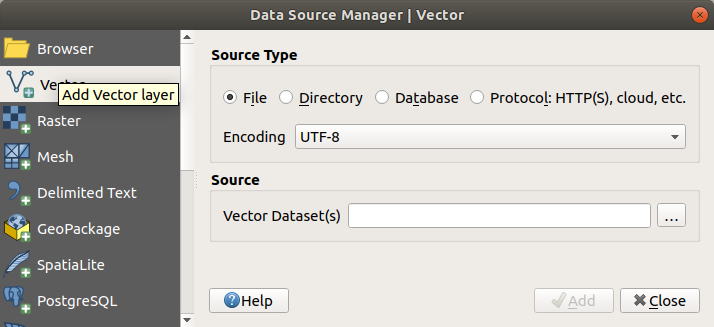 Data Source Manager | Vector
Browser
Add Vector layer
Raster
Mesh
Delimited Text
GeoPackage
SpatiaLite
PostgreSQL
Source Type
File Directory Database Protocol: HTTP(S), cloud, etc.
Encoding UTF-8
Source
Vector Dataset(s) ...
Help Add Close